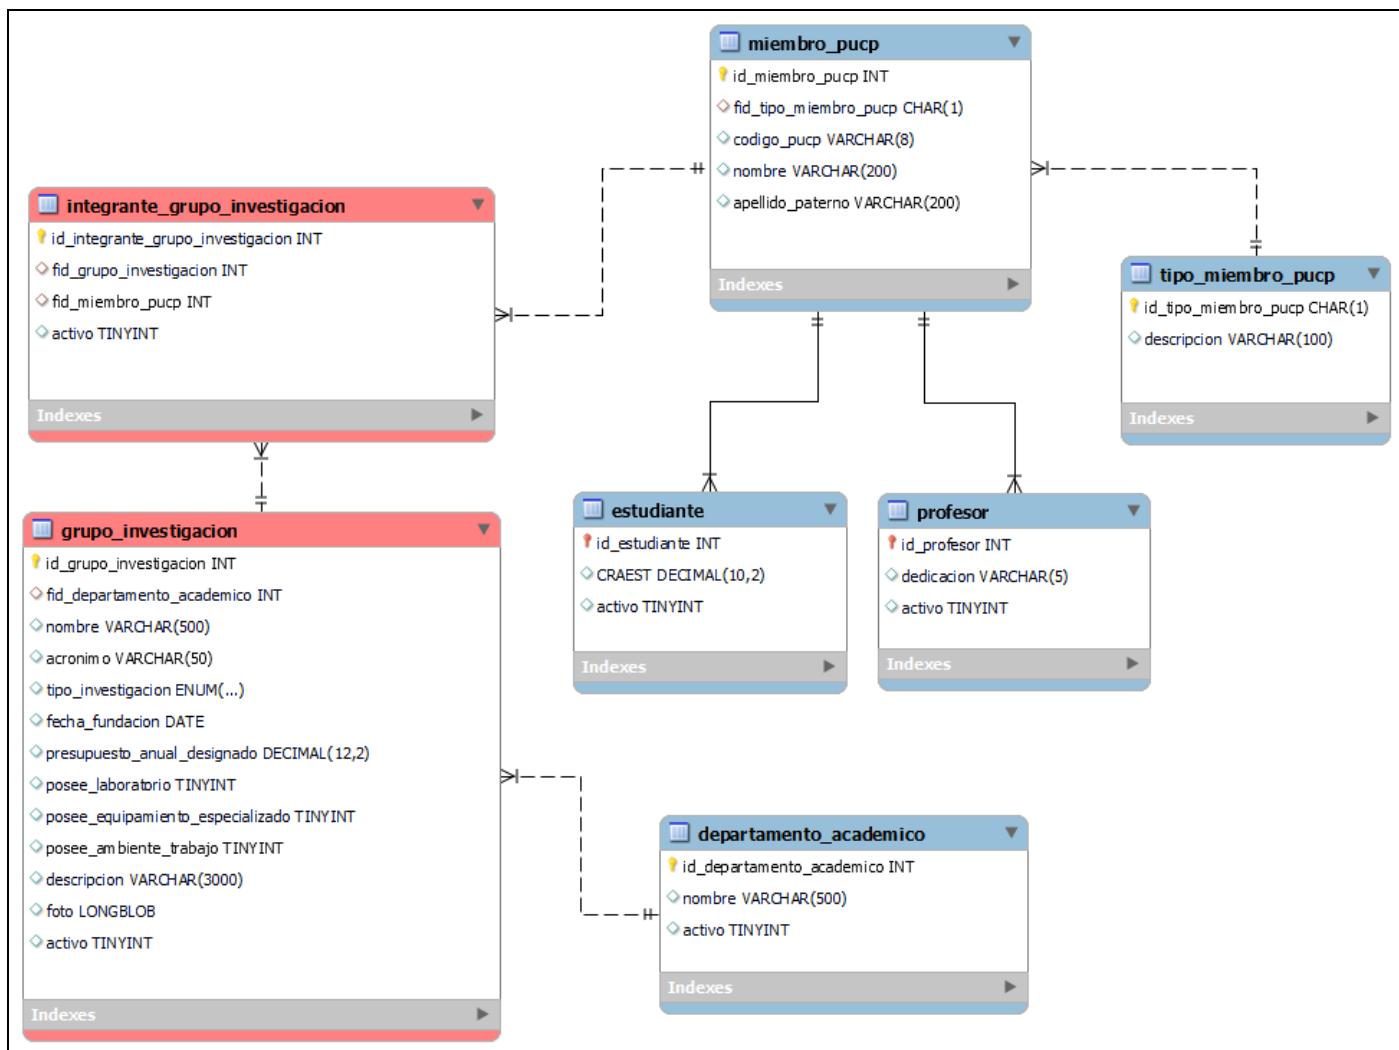 miembro_pucp
id_miembro_pucp INT
fid_tipo_miembro_pucp CHAR(1)
codigo_pucp VARCHAR(8)
nombre VARCHAR(200)
apellido_paterno VARCHAR(200)
Indexes
integrante_grupo_investigacion
id_integrante_grupo_investigacion INT
fid_grupo_investigacion INT
fid_miembro_pucp INT
activo TINYINT
Indexes
tipo_miembro_pucp
id_tipo_miembro_pucp CHAR(1)
descripcion VARCHAR(100)
Indexes
estudiante
id_estudiante INT
CRAEST DECIMAL(10,2)
activo TINYINT
Indexes
profesor
id_profesor INT
dedicacion VARCHAR(5)
activo TINYINT
Indexes
grupo_investigacion
id_grupo_investigacion INT
fid_departamento_academico INT
nombre VARCHAR(500)
acronimo VARCHAR(50)
tipo_investigacion ENUM(...)
fecha_fundacion DATE
presupuesto_anual_designado DECIMAL(12,2)
posee_laboratorio TINYINT
posee_equipamiento_especializado TINYINT
posee_ambiente_trabajo TINYINT
descripcion VARCHAR(3000)
foto LONGBLOB
activo TINYINT
Indexes
departamento_academico
id_departamento_academico INT
nombre VARCHAR(500)
activo TINYINT
Indexes